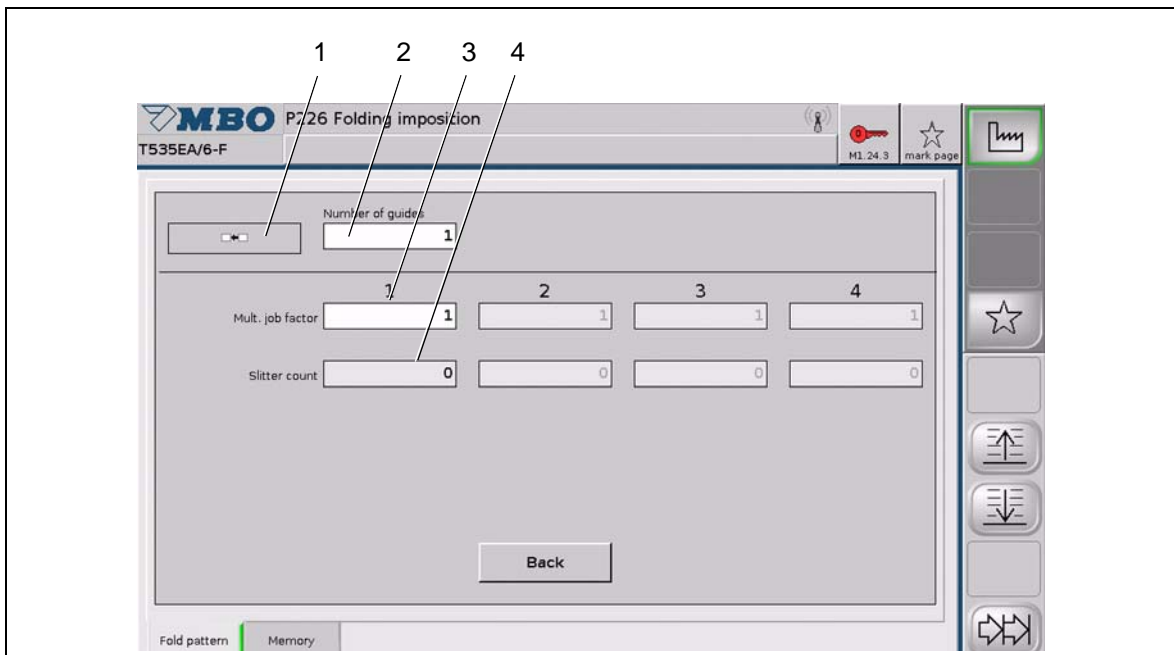 1 2 3 4
MBO P226 Folding imposition
T535EA/6-F
0
M1.24.3 mark page
Number of guides
1
1 2 3 4
Mult. job factor 1 1 1 1
Slitter count 0 0 0 0
Back
Fold pattern Memory